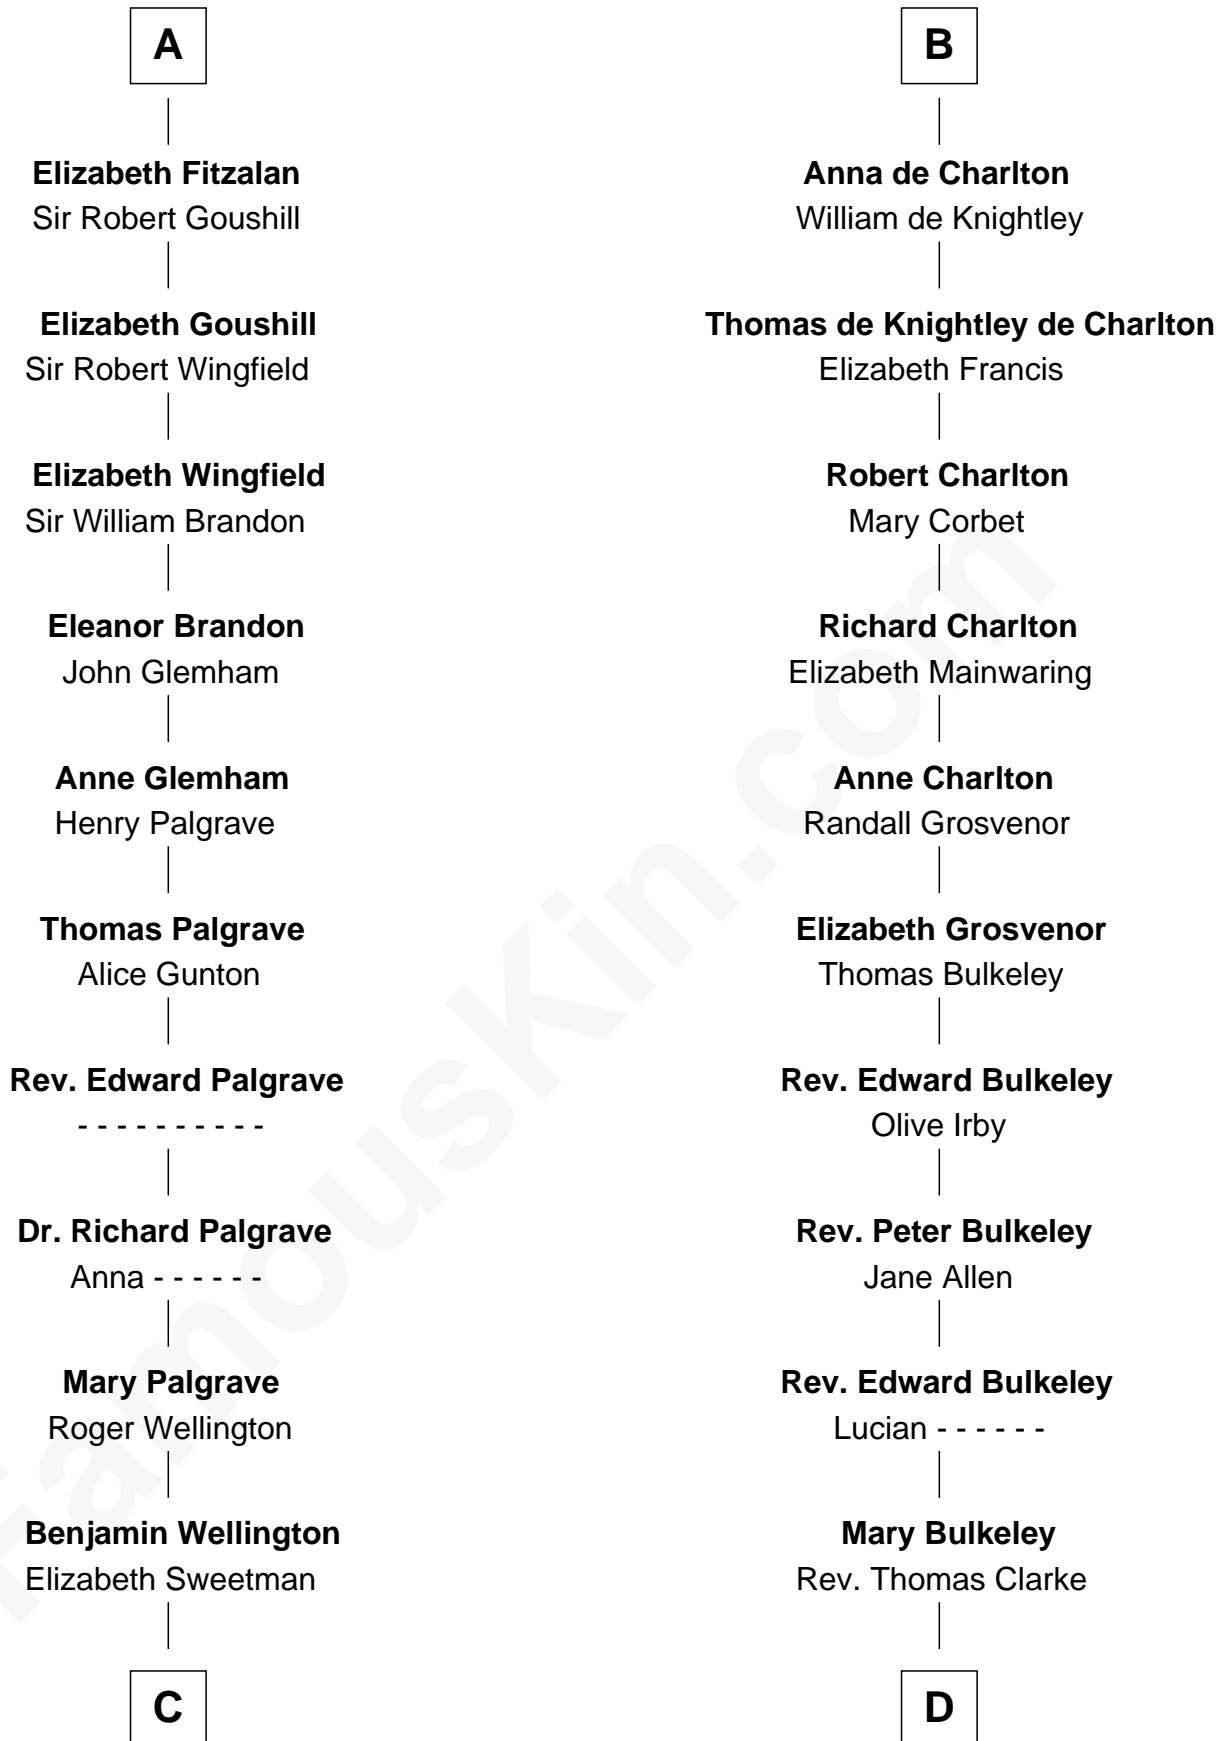 A
Elizabeth Fitzalan
Sir Robert Goushill
Elizabeth Goushill
Sir Robert Wingfield
Elizabeth Wingfield
Sir William Brandon
Eleanor Brandon
John Glemham
Anne Glemham
Henry Palgrave
Thomas Palgrave
Alice Gunton
Rev. Edward Palgrave
- - - - - - - - - -
Dr. Richard Palgrave
Anna - - - - - -
Mary Palgrave
Roger Wellington
Benjamin Wellington
Elizabeth Sweetman
C
B
Anna de Charlton
William de Knightley
Thomas de Knightley de Charlton
Elizabeth Francis
Robert Charlton
Mary Corbet
Richard Charlton
Elizabeth Mainwaring
Anne Charlton
Randall Grosvenor
Elizabeth Grosvenor
Thomas Bulkeley
Rev. Edward Bulkeley
Olive Irby
Rev. Peter Bulkeley
Jane Allen
Rev. Edward Bulkeley
Lucian - - - - - -
Mary Bulkeley
Rev. Thomas Clarke
D
FamousKin.com